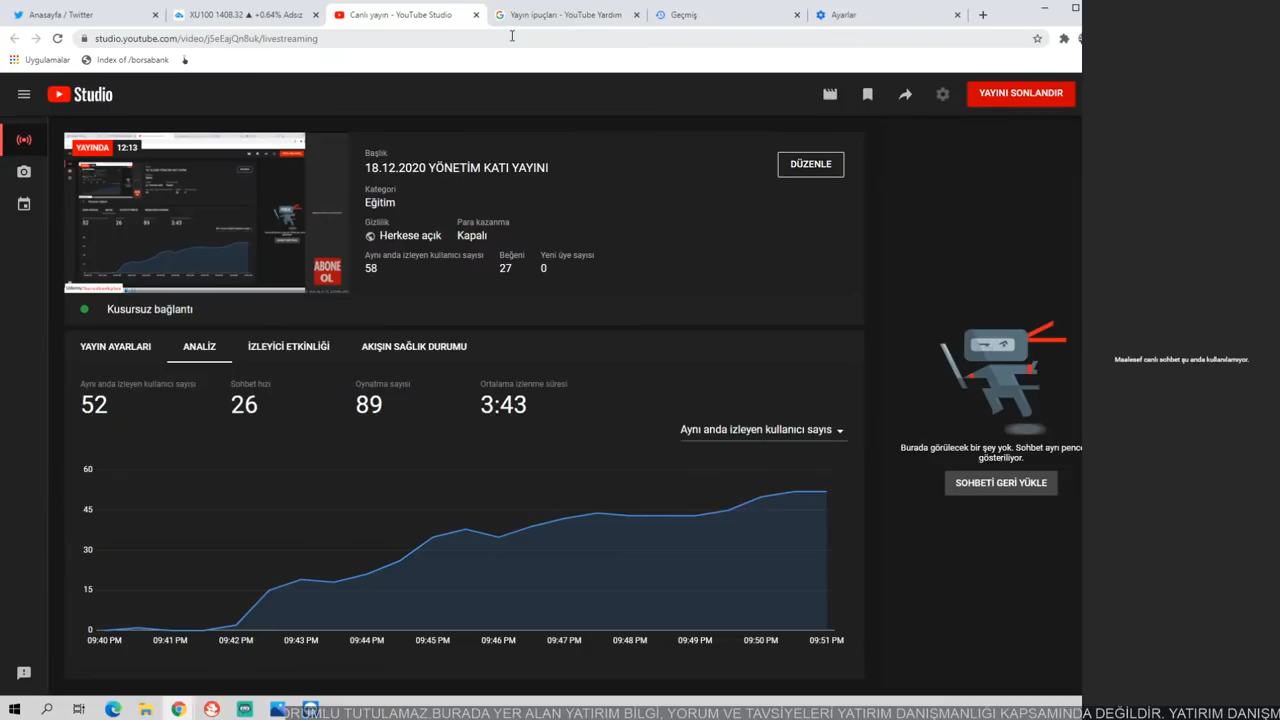 Anasayfa / Twitter
XU100 1408.32 ▲ +0.64% Adsız
Canlı yayın - YouTube Studio
Yayın ipuçları - YouTube Yardım
Geçmiş
Ayarlar
studio.youtube.com/video/j5eEajQn8uk/livestreaming
Uygulamalar
Index of /borsabank
Studio
YAYINI SONLANDIR
YAYINDA 12:13
ABONE OL
Başlık
18.12.2020 YÖNETİM KATI YAYINI
DÜZENLE
Kategori
Eğitim
Gizlilik
Para kazanma
Herkese açık
Kapalı
Aynı anda izleyen kullanıcı sayısı
Beğeni
Yeni üye sayısı
58
27
0
Kusursuz bağlantı
YAYIN AYARLARI
ANALİZ
İZLEYİCİ ETKİNLİĞİ
AKIŞIN SAĞLIK DURUMU
Aynı anda izleyen kullanıcı sayısı
Sohbet hızı
Oynatma sayısı
Ortalama izlenme süresi
52
26
89
3:43
Aynı anda izleyen kullanıcı sayıs
60
45
30
15
0
09:40 PM 09:41 PM 09:42 PM 09:43 PM 09:44 PM 09:45 PM 09:46 PM 09:47 PM 09:48 PM 09:49 PM 09:50 PM 09:51 PM
Burada görülecek bir şey yok. Sohbet ayrı pence
gösteriliyor.
SOHBETİ GERİ YÜKLE
Maalesef canlı sohbet şu anda kullanılamıyor.
ORUMLU TUTULAMAZ.BURADA YER ALAN YATIRIM BİLGİ, YORUM VE TAVSİYELERİ YATIRIM DANIŞMANLIĞI KAPSAMINDA DEĞİLDİR. YATIRIM DANIŞM